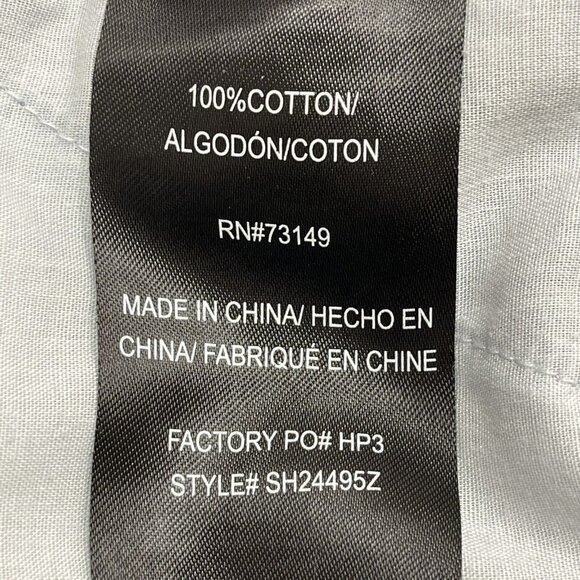 100%COTTON/
ALGODÓN/COTON
RN#73149
MADE IN CHINA/ HECHO EN
CHINA/ FABRIQUÉ EN CHINE
FACTORY PO# HP3
STYLE# SH24495Z